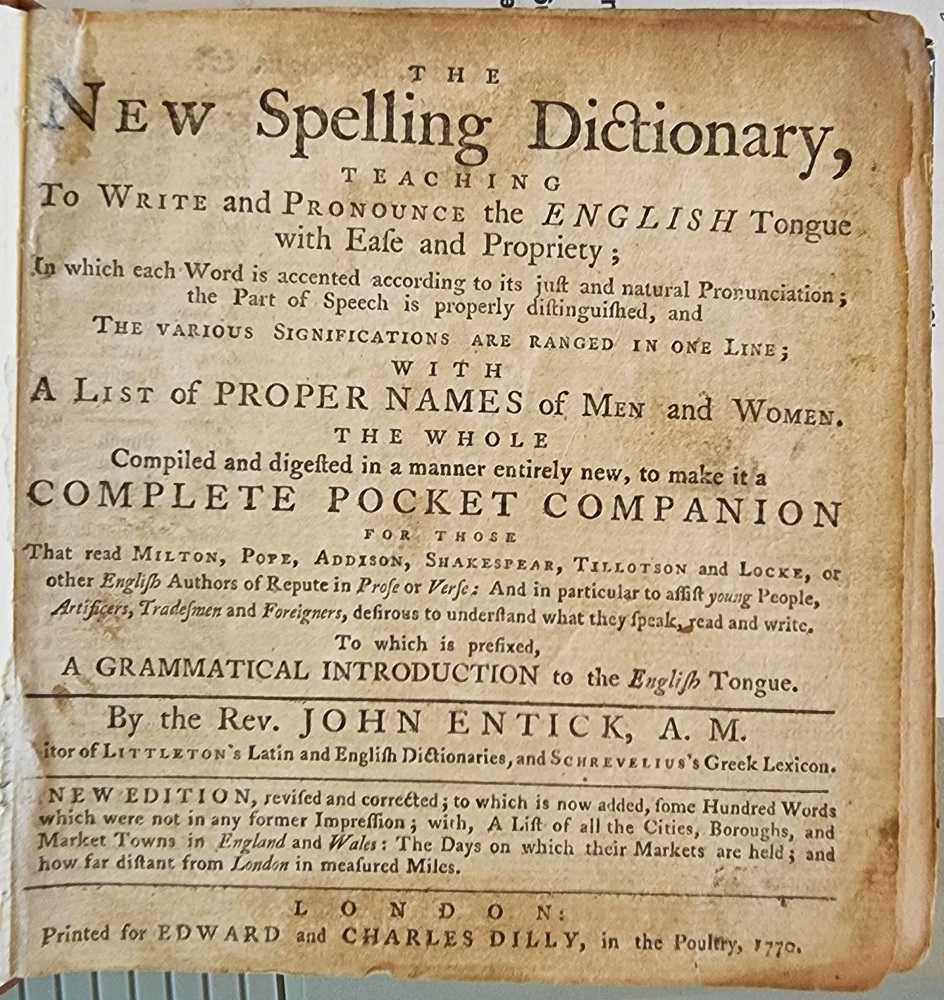 THE
NEW Spelling Dictionary,
TEACHING
To WRITE and PRONOUNCE the ENGLISH Tongue
with Eaſe and Propriety;
In which each Word is accented according to its juſt and natural Pronunciation;
the Part of Speech is properly diſtinguiſhed, and
THE VARIOUS SIGNIFICATIONS ARE RANGED IN ONE LINE;
WITH
A LIST of PROPER NAMES of MEN and WOMEN.
THE WHOLE
Compiled and digeſted in a manner entirely new, to make it a
COMPLETE POCKET COMPANION
FOR THOSE
That read MILTON, POPE, ADDISON, SHAKESPEAR, TILLOTSON and LOCKE, or
other Engliſh Authors of Repute in Proſe or Verſe: And in particular to aſſiſt young People,
Artificers, Tradeſmen and Foreigners, deſirous to underſtand what they ſpeak, read and write.
To which is prefixed,
A GRAMMATICAL INTRODUCTION to the Engliſh Tongue.
By the Rev. JOHN ENTICK, A. M.
itor of LITTLETON's Latin and Engliſh Dictionaries, and SCHREVELIUS's Greek Lexicon.
NEW EDITION, reviſed and corrected; to which is now added, ſome Hundred Words
which were not in any former Impreſſion; with, A Liſt of all the Cities, Boroughs, and
Market Towns in England and Wales: The Days on which their Markets are held; and
how far diſtant from London in meaſured Miles.
LONDON:
Printed for EDWARD and CHARLES DILLY, in the Poultry, 1770.